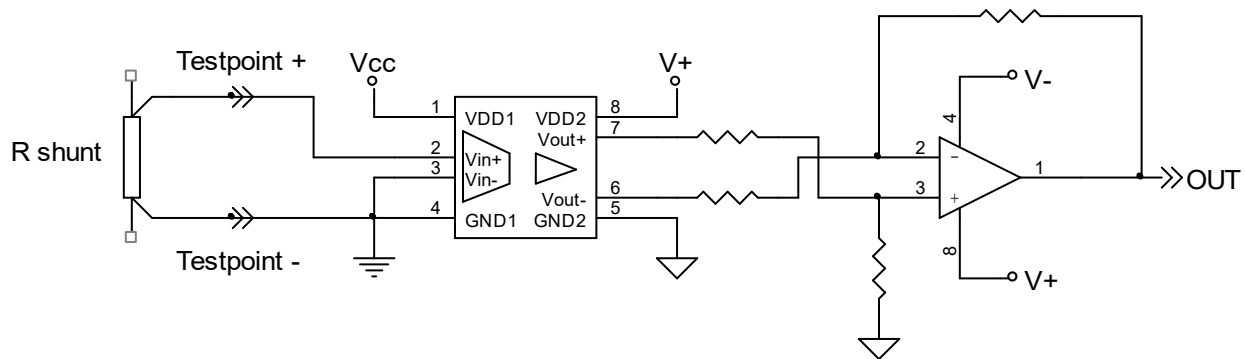 Testpoint +
Vcc
V+
V-
R shunt
1
VDD1
VDD2
8
Vout+
7
2
Vin+
3
Vin-
Vout-
6
4
GND1
GND2
5
4
2
−
3
+
1
8
OUT
V+
Testpoint -